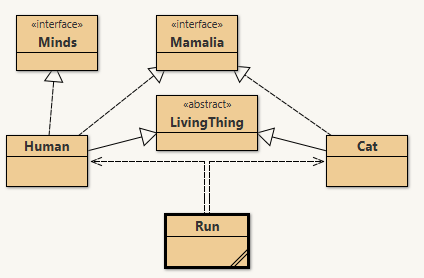 «interface»
Minds
«interface»
Mamalia
«abstract»
LivingThing
Human
Cat
Run